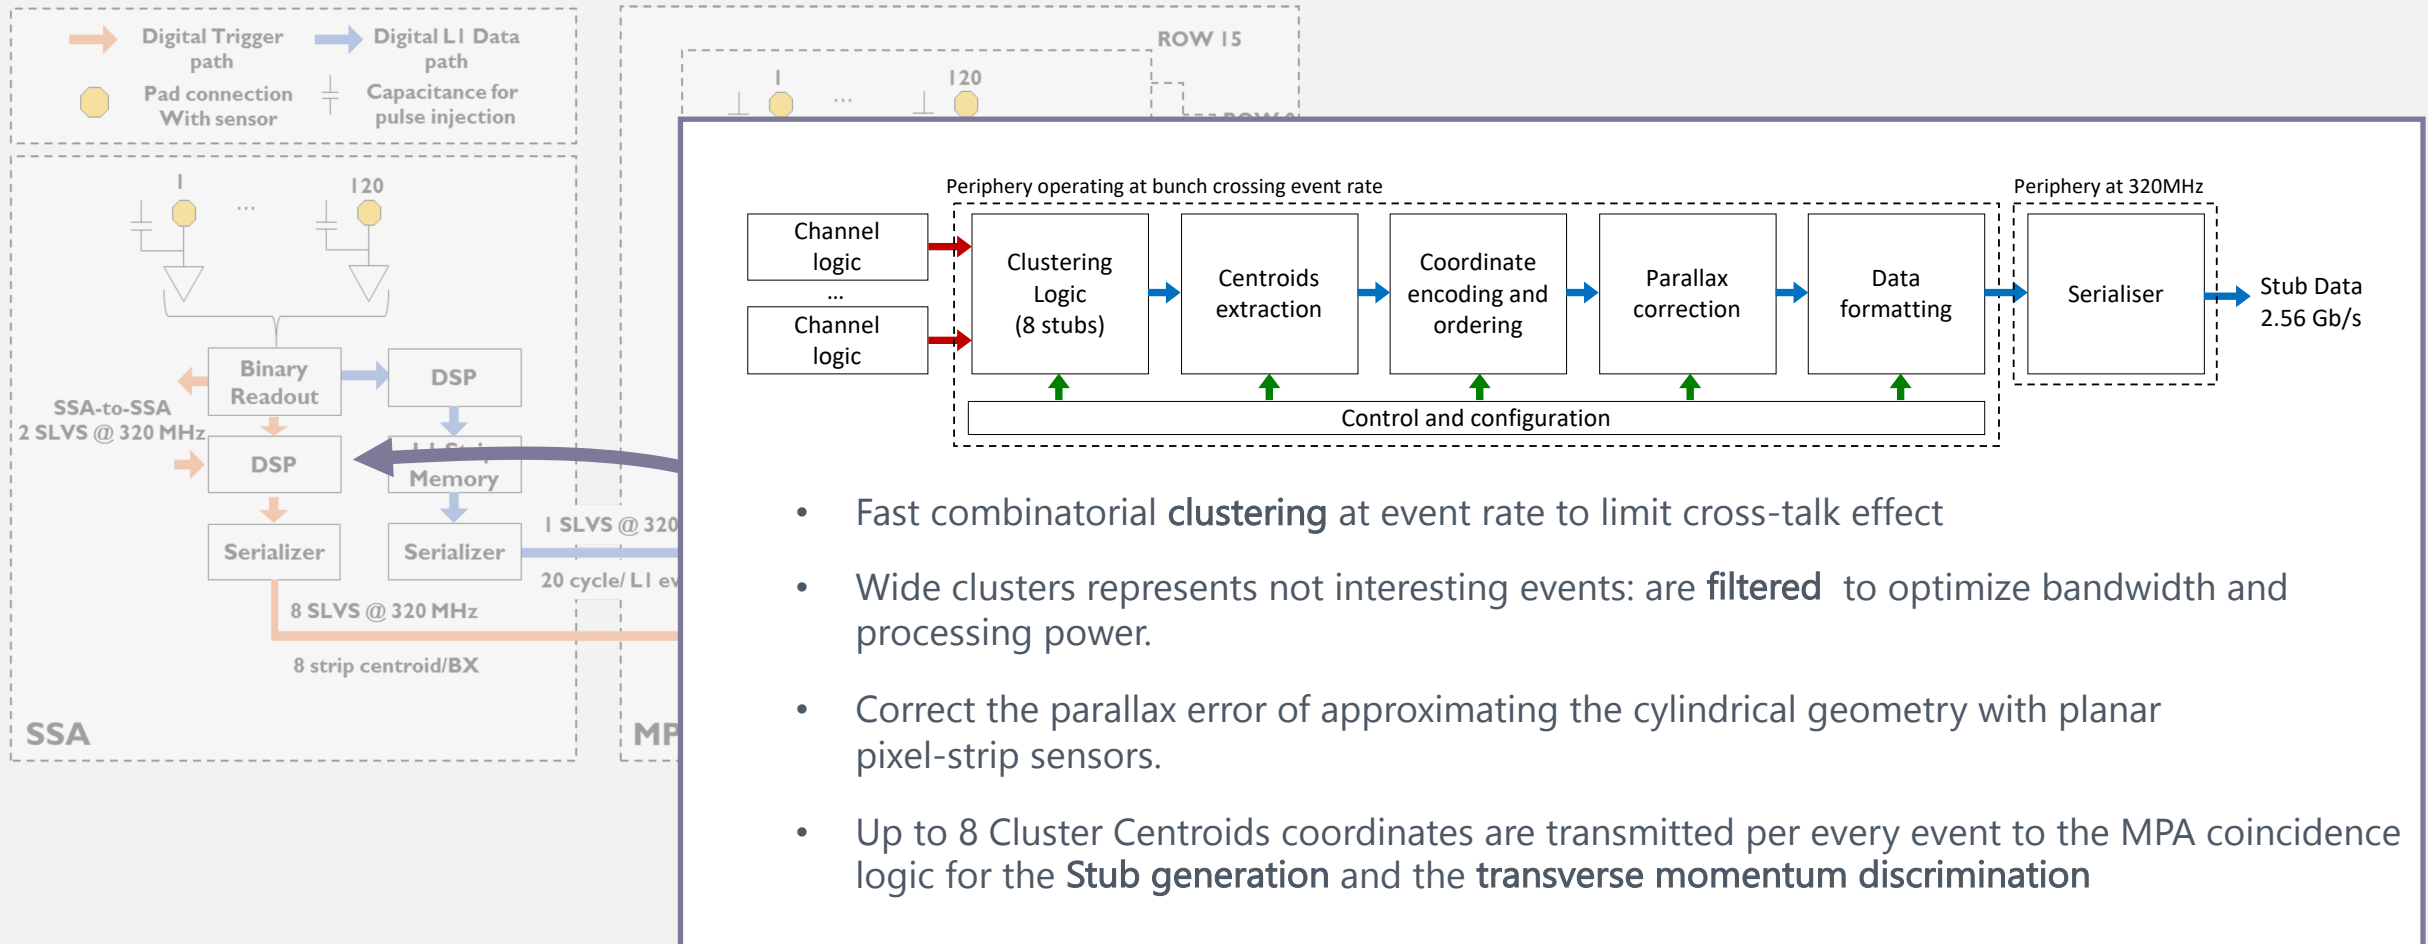 Digital Trigger
path
Digital L1 Data
path
Pad connection
With sensor
Capacitance for
pulse injection
1
...
120
Binary
Readout
DSP
SSA-to-SSA
2 SLVS @ 320 MHz
DSP
Memory
Serializer
Serializer
1 SLVS @ 320
20 cycle/ L1
8 SLVS @ 320 MHz
8 strip centroid/BX
SSA
ROW 15
1
...
120
ROW
Periphery operating at bunch crossing event rate
Periphery at 320MHz
Channel
logic
...
Channel
logic
Clustering
Logic
(8 stubs)
Centroids
extraction
Coordinate
encoding and
ordering
Parallax
correction
Data
formatting
Serialiser
Stub Data
2.56 Gb/s
Control and configuration
• Fast combinatorial clustering at event rate to limit cross-talk effect
• Wide clusters represents not interesting events: are filtered to optimize bandwidth and
processing power.
• Correct the parallax error of approximating the cylindrical geometry with planar
pixel-strip sensors.
• Up to 8 Cluster Centroids coordinates are transmitted per every event to the MPA coincidence
logic for the Stub generation and the transverse momentum discrimination